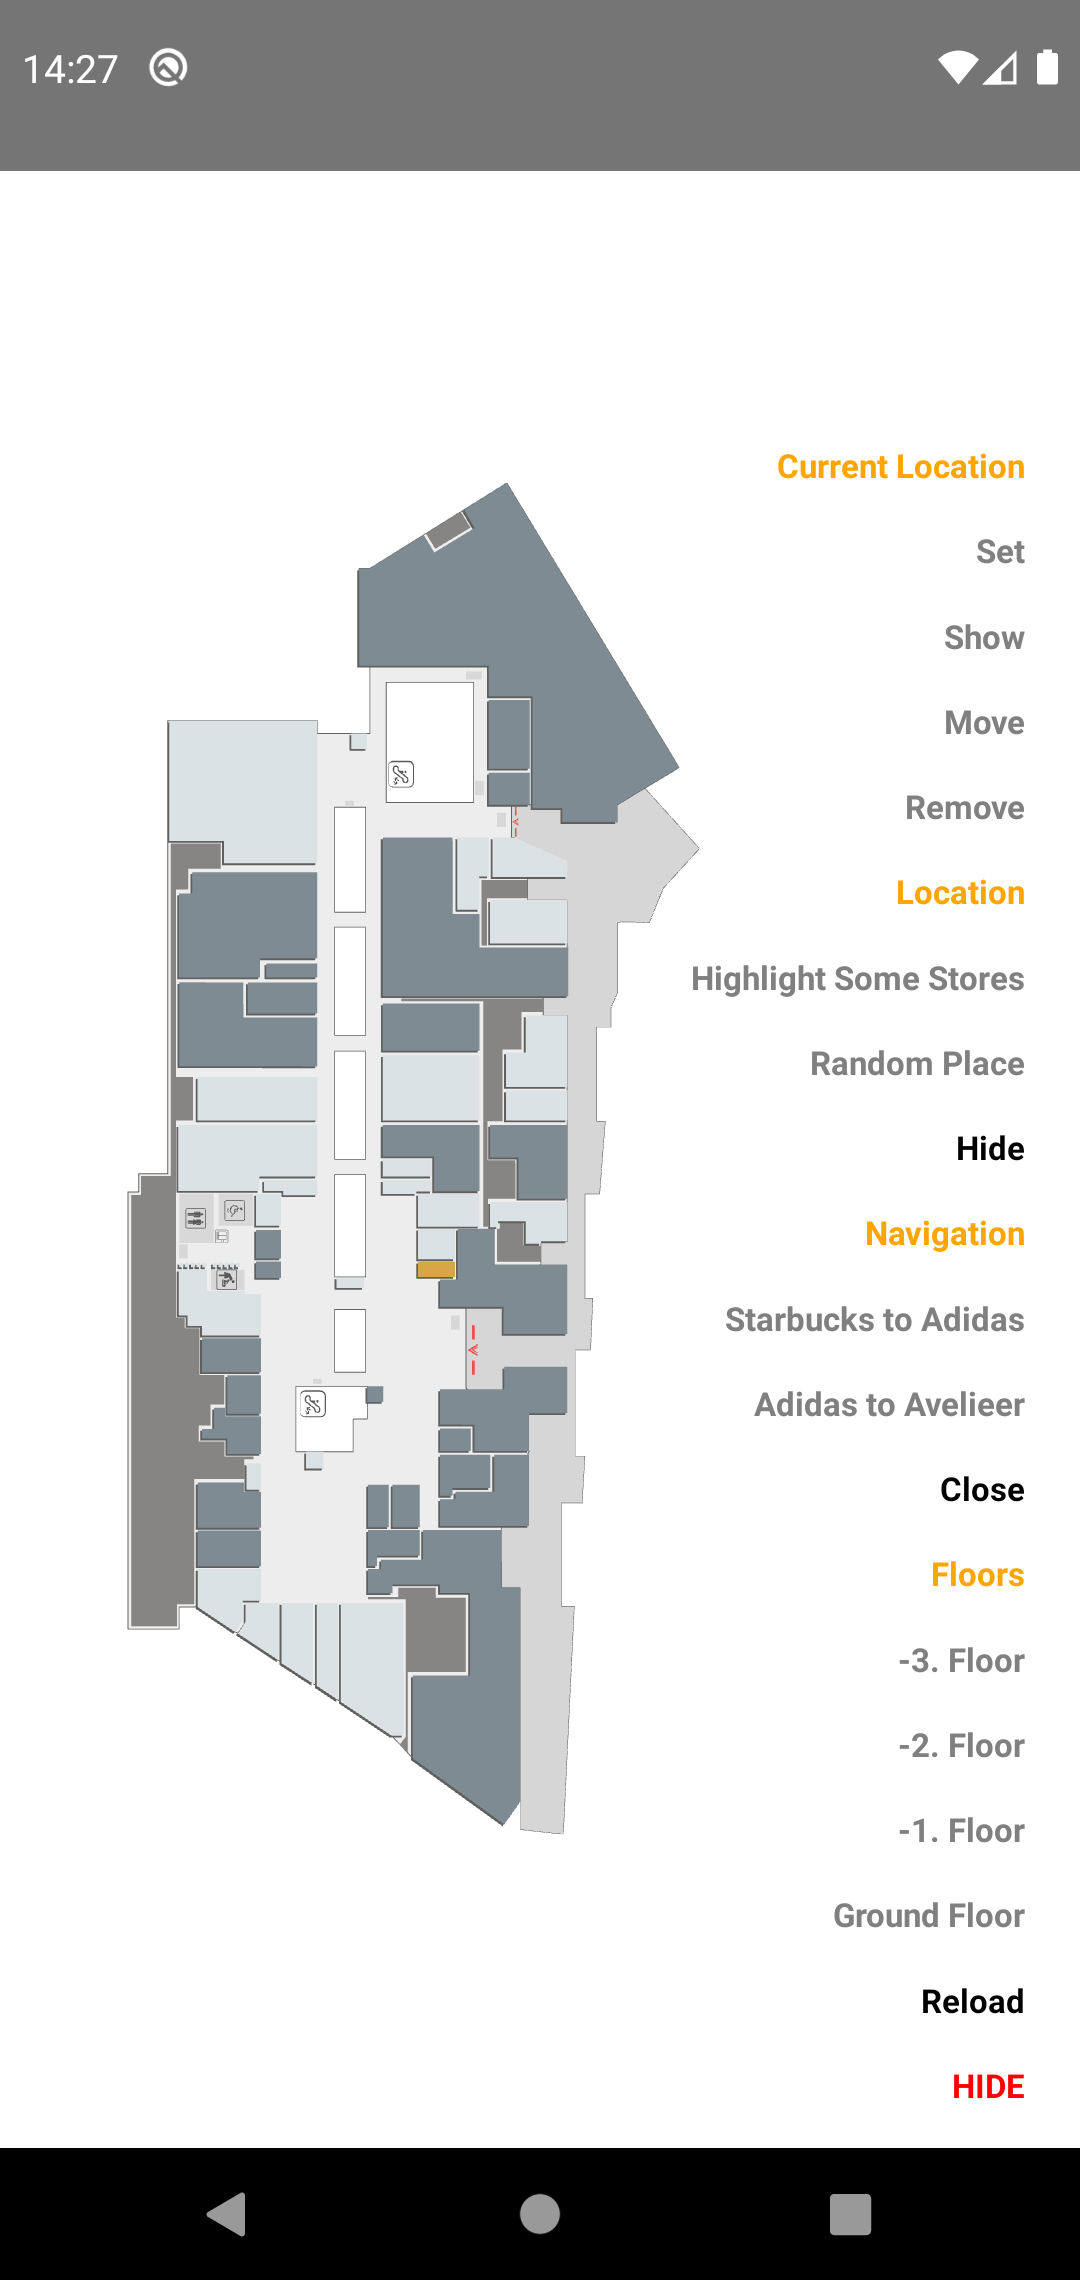 14:27
Current Location
Set
Show
Move
Remove
Location
Highlight Some Stores
Random Place
Hide
Navigation
Starbucks to Adidas
Adidas to Avelieer
Close
Floors
-3. Floor
-2. Floor
-1. Floor
Ground Floor
Reload
HIDE